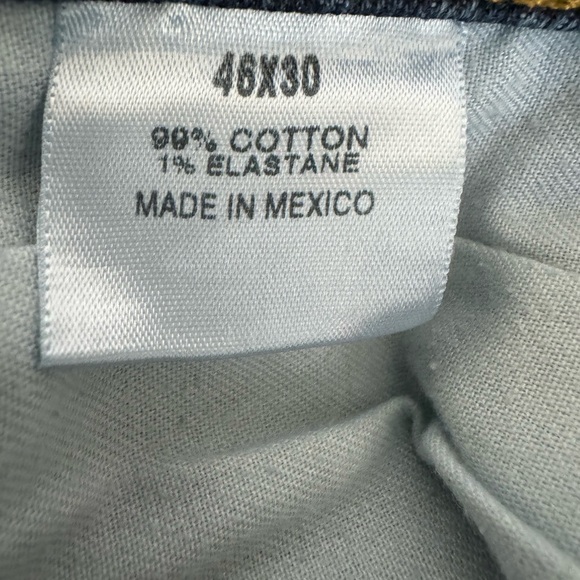 46X30
99% COTTON
1% ELASTANE
MADE IN MEXICO